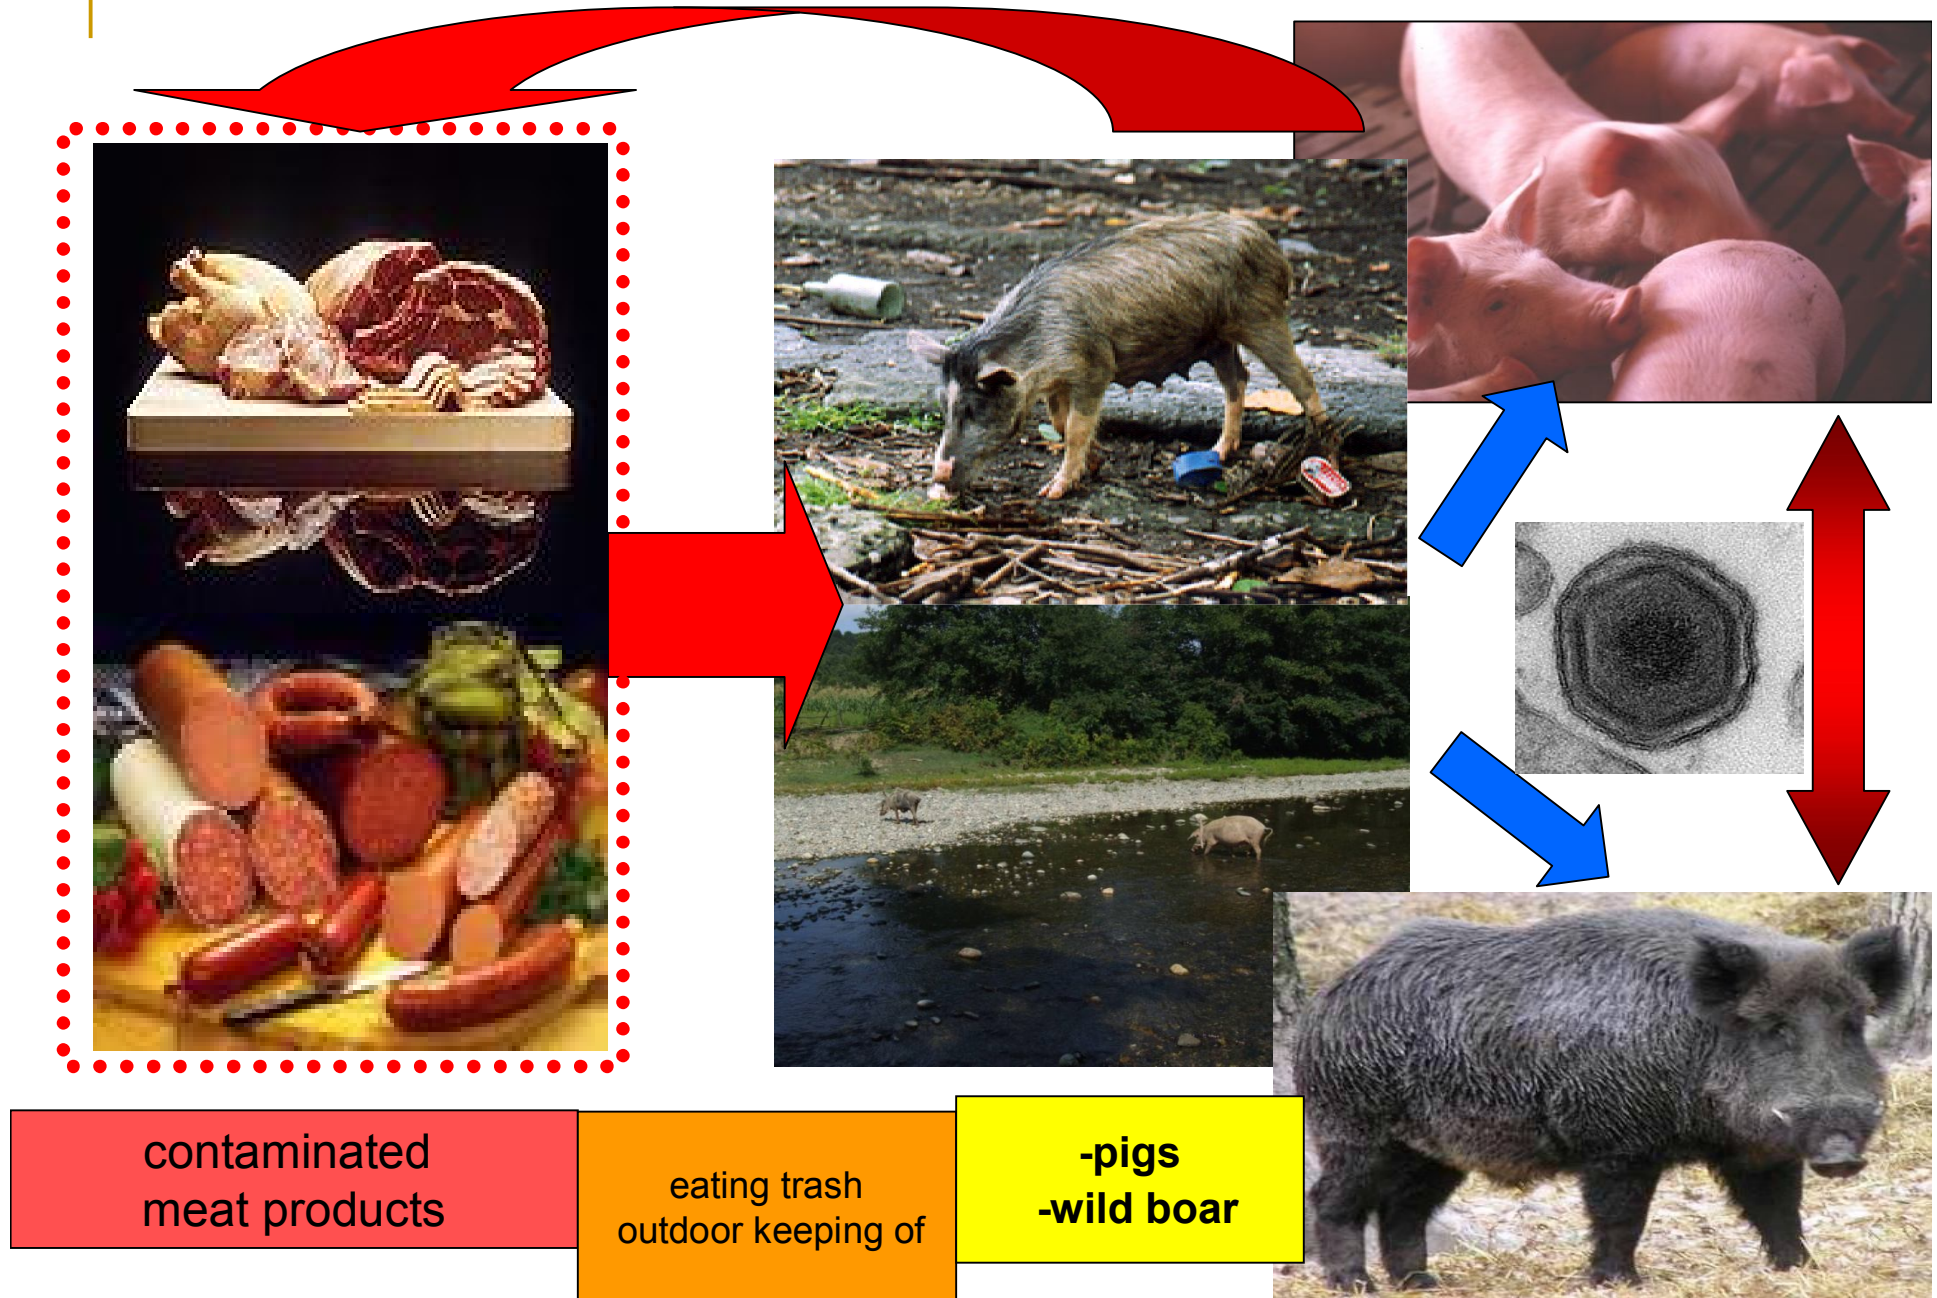 contaminated
meat products
eating trash
outdoor keeping of
-pigs
-wild boar